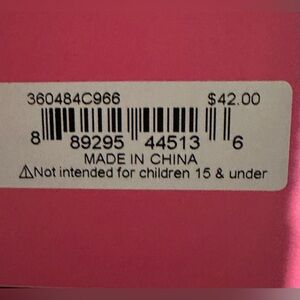 360484C966 $42.00
8 89295 44513 6
MADE IN CHINA
⚠Not intended for children 15 & under